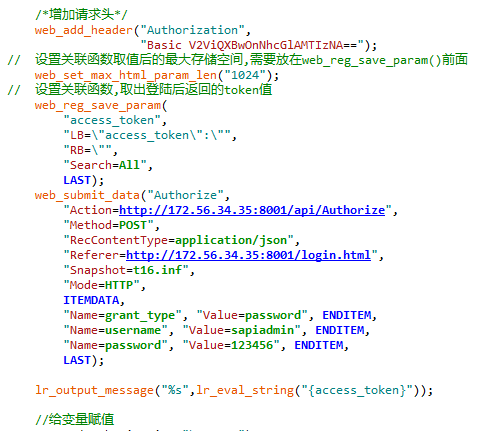 /*增加请求头*/
web_add_header("Authorization",
"Basic V2ViQXBwOnNhcGlAMTIzNA==");
// 设置关联函数取值后的最大存储空间,需要放在web_reg_save_param()前面
web_set_max_html_param_len("1024");
// 设置关联函数,取出登陆后返回的token值
web_reg_save_param(
"access_token",
"LB=\"access_token\":\"",
"RB=\"",
"Search=All",
LAST);
web_submit_data("Authorize",
"Action=http://172.56.34.35:8001/api/Authorize",
"Method=POST",
"RecContentType=application/json",
"Referer=http://172.56.34.35:8001/login.html",
"Snapshot=t16.inf",
"Mode=HTTP",
ITEMDATA,
"Name=grant_type", "Value=password", ENDITEM,
"Name=username", "Value=sapiadmin", ENDITEM,
"Name=password", "Value=123456", ENDITEM,
LAST);
lr_output_message("%s",lr_eval_string("{access_token}"));
//给变量赋值